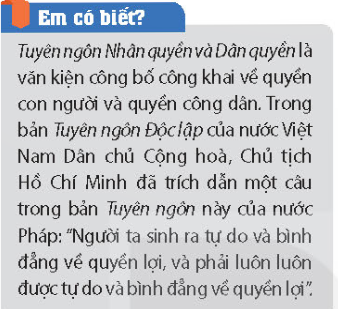 Em có biết?
Tuyên ngôn Nhân quyền và Dân quyền là
văn kiện công bố công khai về quyền
con người và quyền công dân. Trong
bản Tuyên ngôn Độc lập của nước Việt
Nam Dân chủ Cộng hoà, Chủ tịch
Hồ Chí Minh đã trích dẫn một câu
trong bản Tuyên ngôn này của nước
Pháp: “Người ta sinh ra tự do và bình
đẳng về quyền lợi, và phải luôn luôn
được tự do và bình đẳng về quyền lợi”.